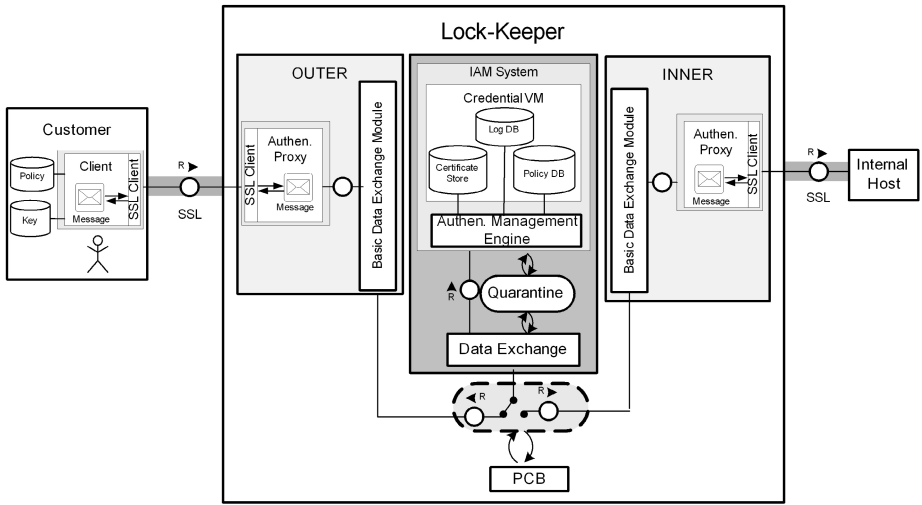 Lock-Keeper
Customer
Policy
Key
Client
Message
SSL Client
R
SSL
OUTER
SSL Client
Authen.
Proxy
Message
Basic Data Exchange Module
IAM System
Credential VM
Log DB
Certificate
Store
Policy DB
Authen. Management
Engine
R
Quarantine
Data Exchange
INNER
Basic Data Exchange Module
Authen.
Proxy
Message
SSL Client
R
SSL
Internal
Host
R
R
PCB